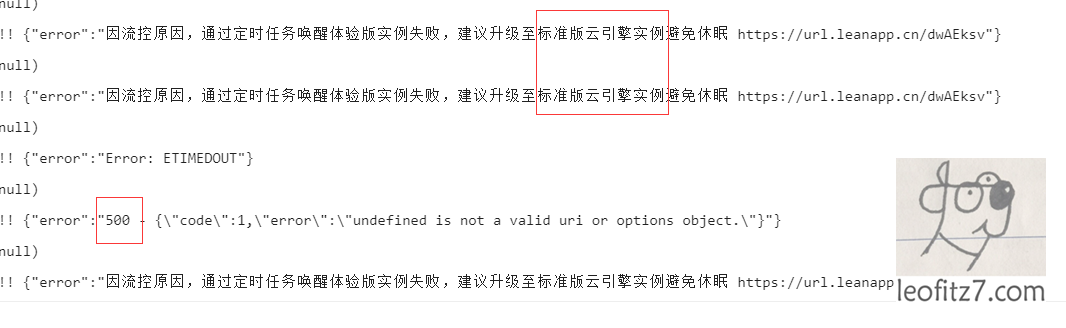 null)
!! {"error":"因流控原因，通过定时任务唤醒体验版实例失败，建议升级至标准版云引擎实例避免休眠 https://url.leanapp.cn/dwAEksv"}
null)
!! {"error":"因流控原因，通过定时任务唤醒体验版实例失败，建议升级至标准版云引擎实例避免休眠 https://url.leanapp.cn/dwAEksv"}
null)
!! {"error":"Error: ETIMEDOUT"}
null)
!! {"error":"500 - {\"code\":1,\"error\":\"undefined is not a valid uri or options object.\"}"}
null)
!! {"error":"因流控原因，通过定时任务唤醒体验版实例失败，建议升级至标准版云引擎实例避免休眠 https://url.leanapp
leofitz7.com